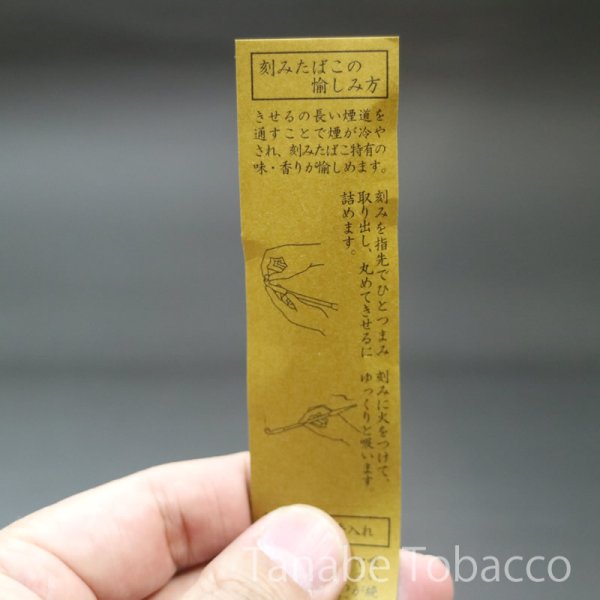 刻みたばこの
愉しみ方
きせるの長い煙道を
通すことで煙が冷や
され、刻みたばこ特有の
味・香りが愉しめます。
刻みを指先でひとつまみ
取り出し、丸めてきせるに
詰めます。
刻みに火をつけて、
ゆっくりと吸います。
入れ
Tanabe Tobacco